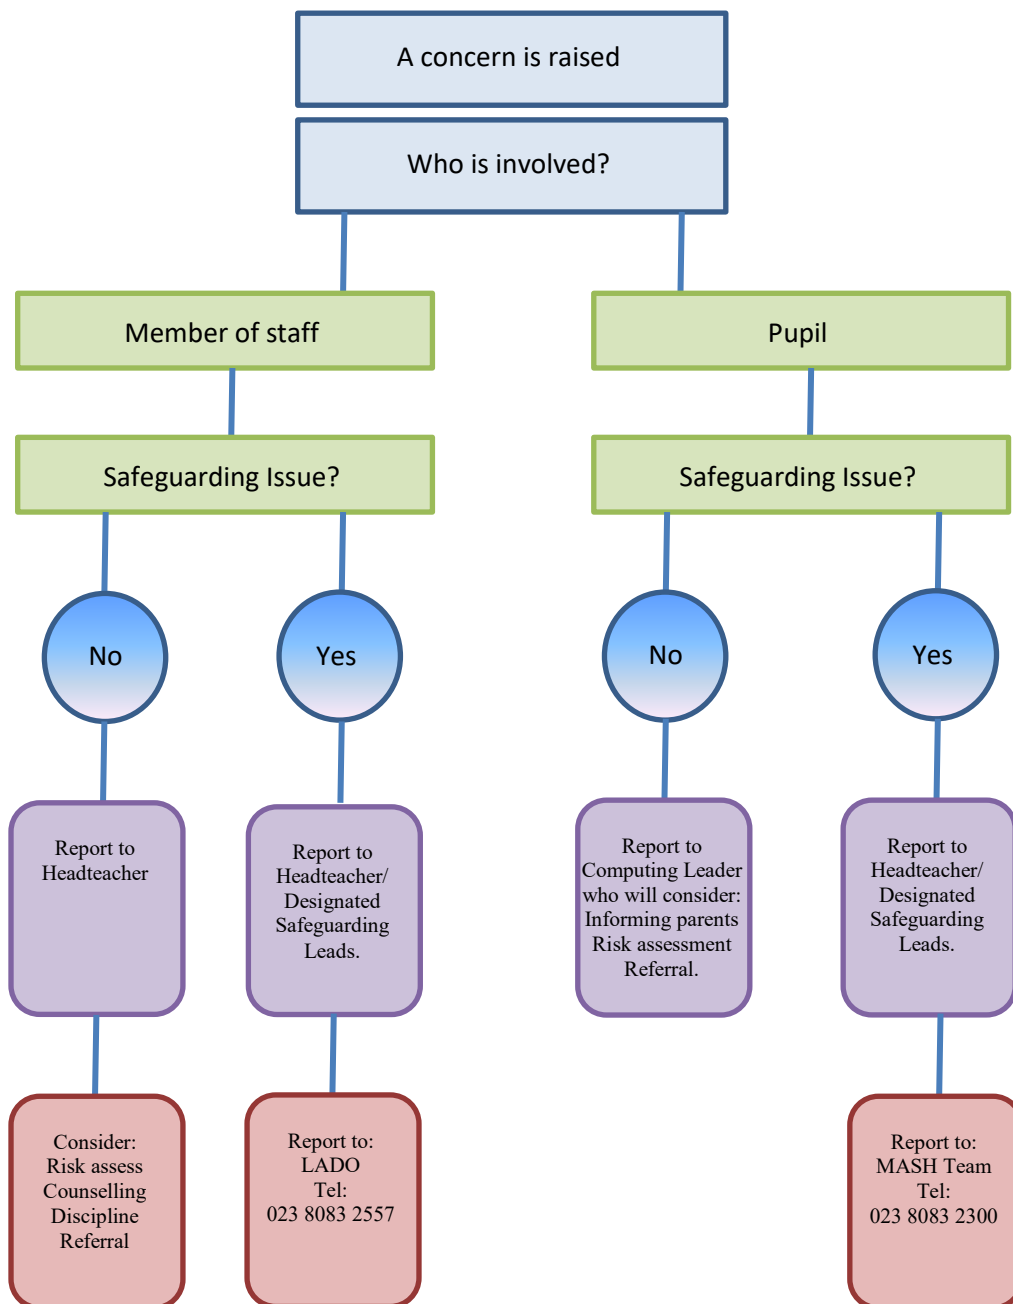 A concern is raised
Who is involved?
Member of staff
Pupil
Safeguarding Issue?
Safeguarding Issue?
No
Yes
No
Yes
Report to
Headteacher
Report to
Headteacher/
Designated
Safeguarding
Leads.
Report to
Computing Leader
who will consider:
Informing parents
Risk assessment
Referral.
Report to
Headteacher/
Designated
Safeguarding
Leads.
Consider:
Risk assess
Counselling
Discipline
Referral
Report to:
LADO
Tel:
023 8083 2557
Report to:
MASH Team
Tel:
023 8083 2300